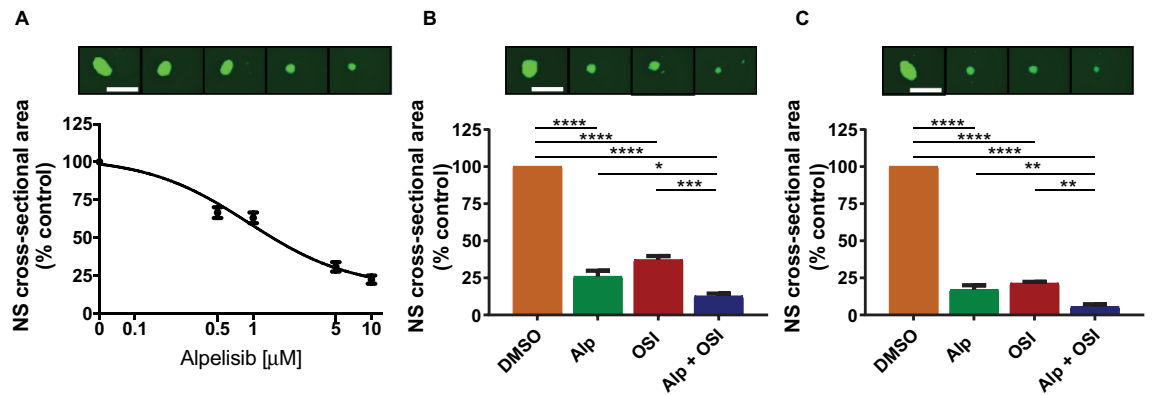 A
NS cross-sectional area
(% control)
125
100
75
50
25
0
0 0.1 0.5 1 5 10
Alpelisib [μM]
B
NS cross-sectional area
(% control)
125
100
75
50
25
0
****
****
****
*
***
DMSO
Alp
OSI
Alp + OSI
C
NS cross-sectional area
(% control)
125
100
75
50
25
0
****
****
****
**
**
DMSO
Alp
OSI
Alp + OSI